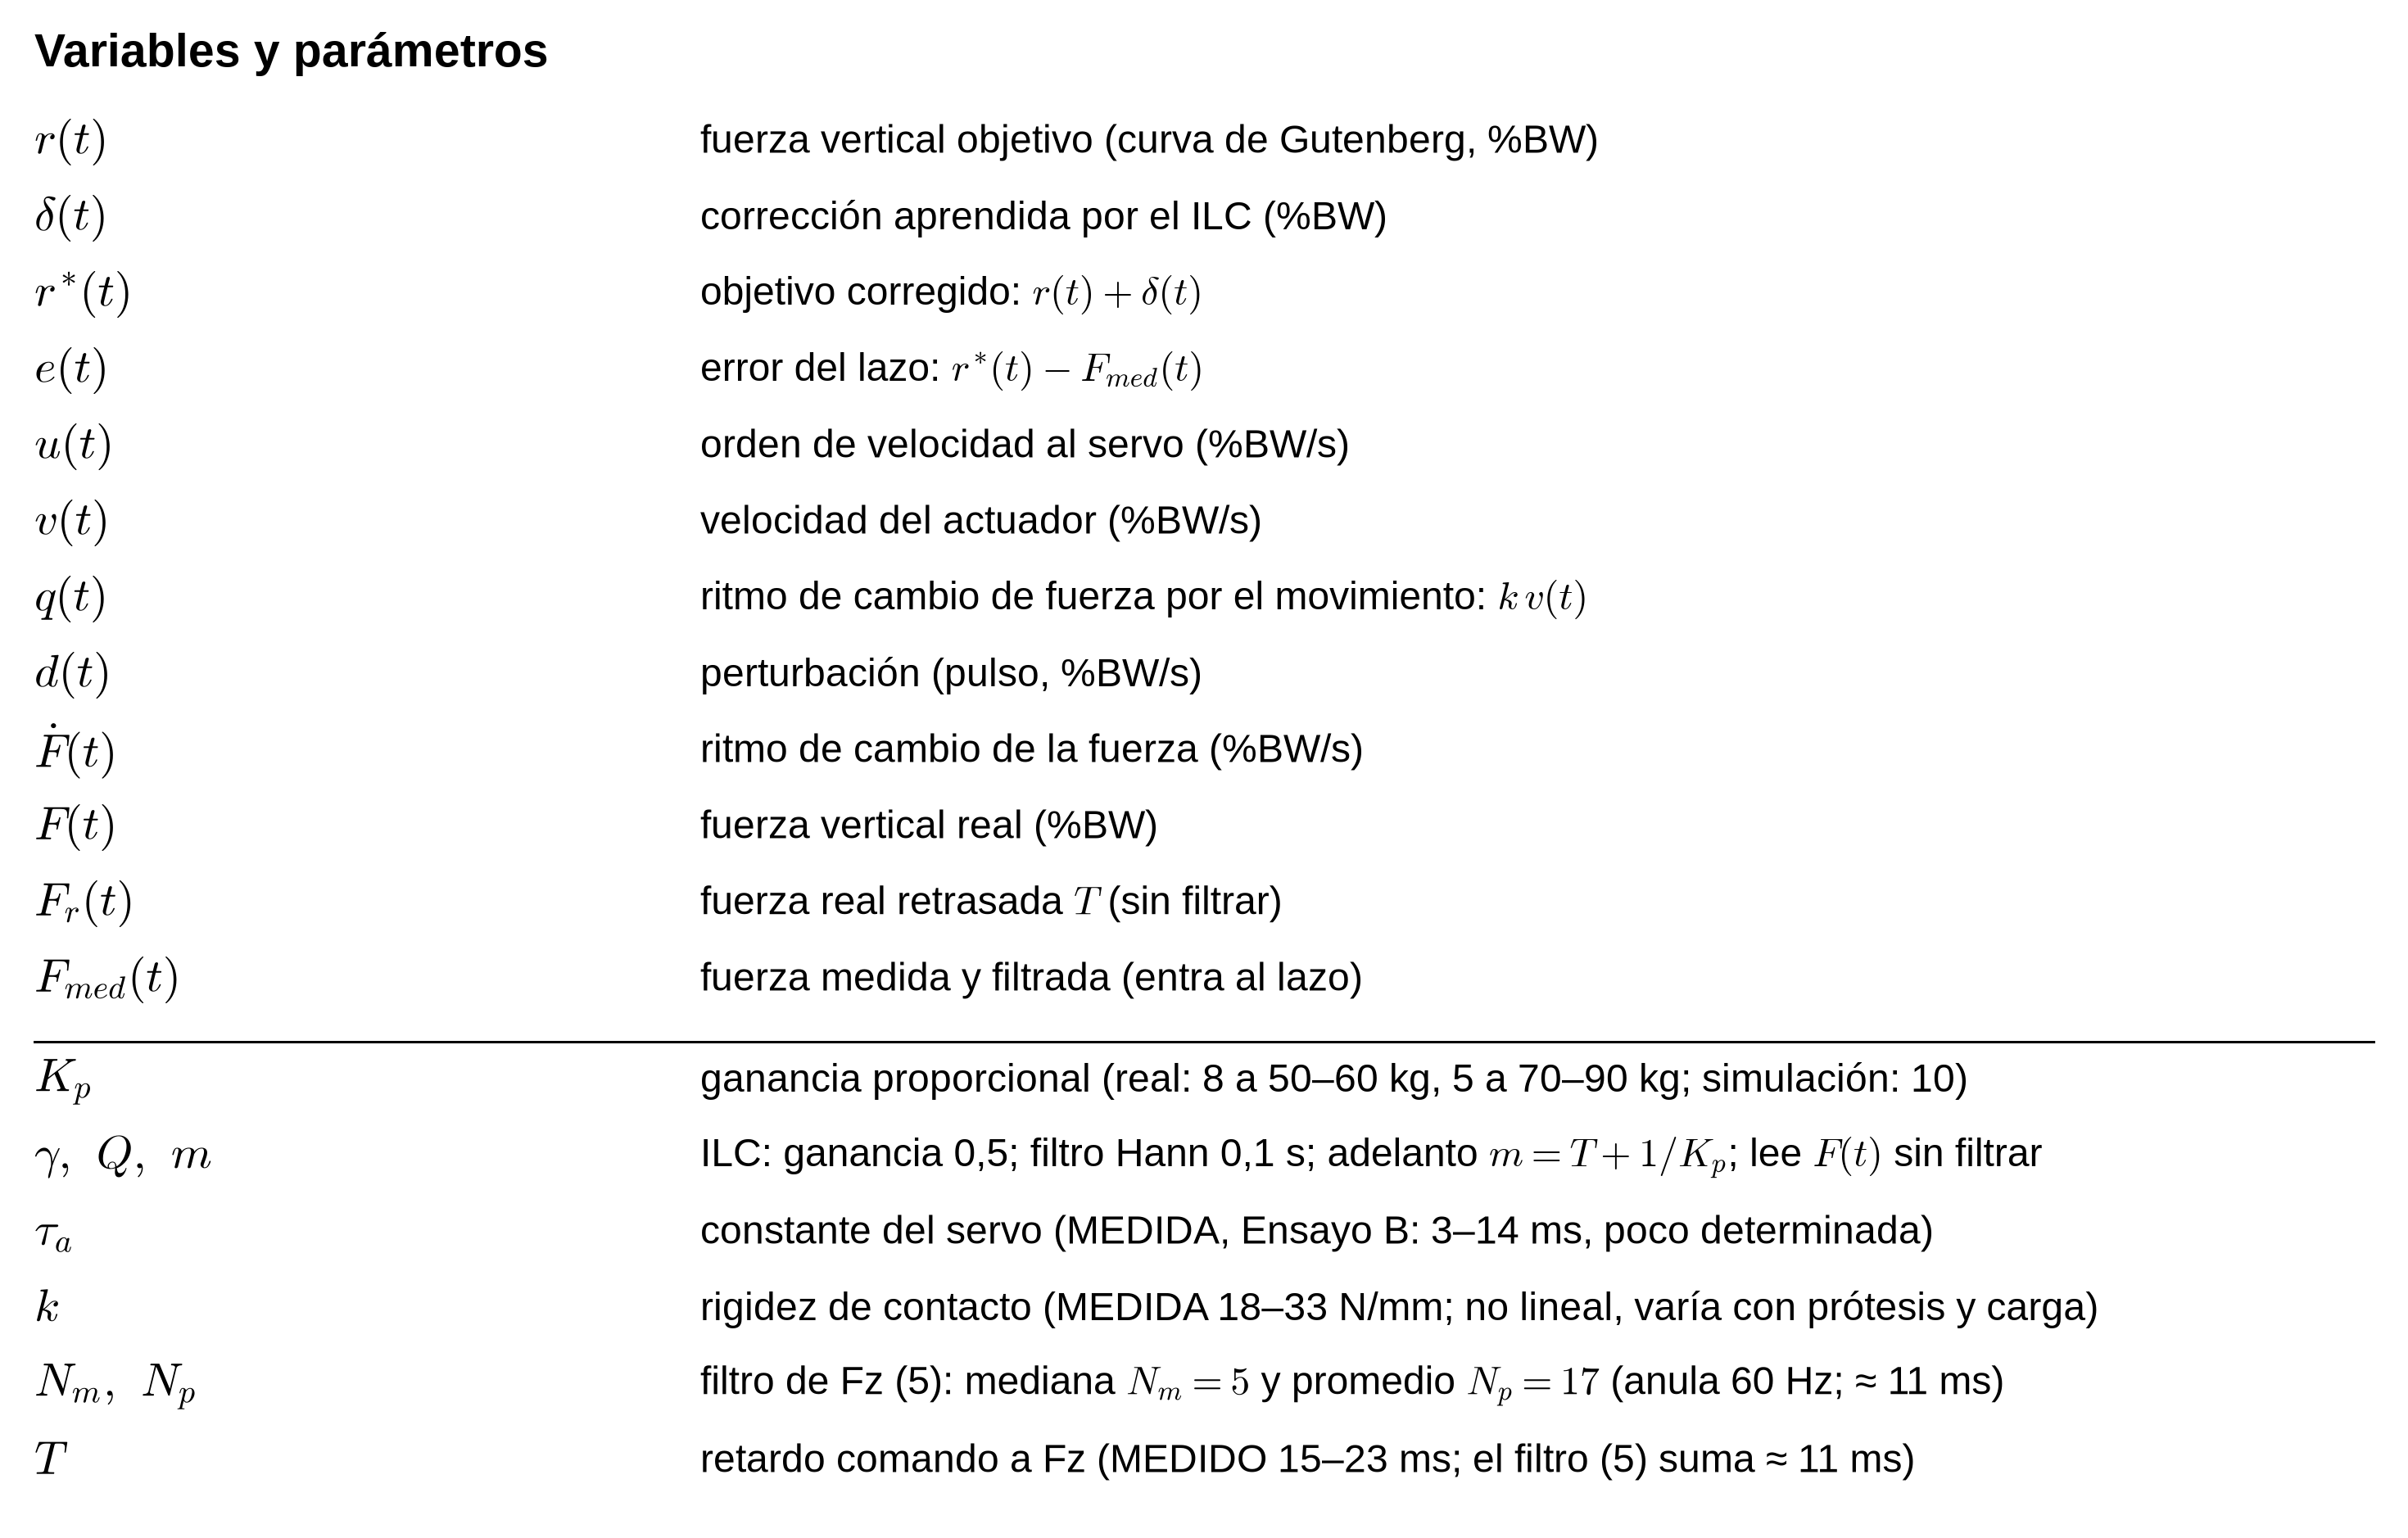 Variables y parámetros
r(t) fuerza vertical objetivo (curva de Gutenberg, %BW)
δ(t) corrección aprendida por el ILC (%BW)
r*(t) objetivo corregido: r(t) + δ(t)
e(t) error del lazo: r*(t) − F_med(t)
u(t) orden de velocidad al servo (%BW/s)
v(t) velocidad del actuador (%BW/s)
q(t) ritmo de cambio de fuerza por el movimiento: k v(t)
d(t) perturbación (pulso, %BW/s)
Ḟ(t) ritmo de cambio de la fuerza (%BW/s)
F(t) fuerza vertical real (%BW)
F_r(t) fuerza real retrasada T (sin filtrar)
F_med(t) fuerza medida y filtrada (entra al lazo)
K_p ganancia proporcional (real: 8 a 50–60 kg, 5 a 70–90 kg; simulación: 10)
γ, Q, m ILC: ganancia 0,5; filtro Hann 0,1 s; adelanto m = T + 1/K_p; lee F(t) sin filtrar
τ_a constante del servo (MEDIDA, Ensayo B: 3–14 ms, poco determinada)
k rigidez de contacto (MEDIDA 18–33 N/mm; no lineal, varía con prótesis y carga)
N_m, N_p filtro de Fz (5): mediana N_m = 5 y promedio N_p = 17 (anula 60 Hz; ≈ 11 ms)
T retardo comando a Fz (MEDIDO 15–23 ms; el filtro (5) suma ≈ 11 ms)